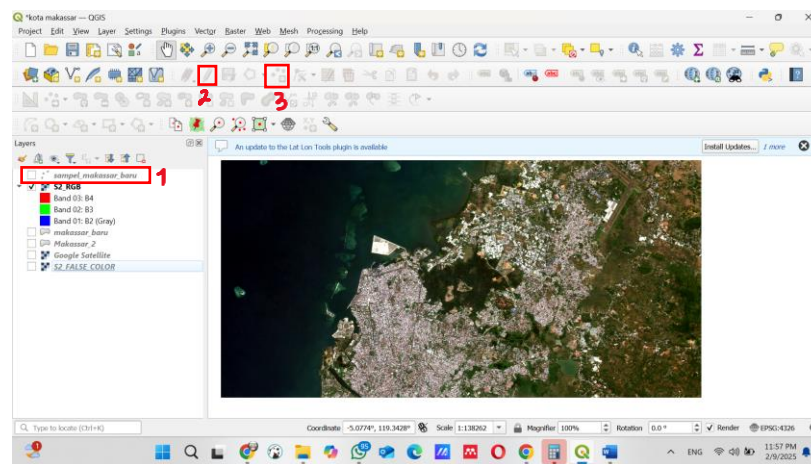 *kota makassar — QGIS
Project Edit View Layer Settings Plugins Vector Raster Web Mesh Processing Help
2
3
Layers
An update to the Lat Lon Tools plugin is available
Install Updates... 1 more
sampel_makassar_baru
1
S2_RGB
Band 03: B4
Band 02: B3
Band 01: B2 (Gray)
makassar_baru
Makassar_2
Google Satellite
S2_FALSE_COLOR
Type to locate (Ctrl+K)
Coordinate -5.0774°, 119.3428° Scale 1:138262 Magnifier 100% Rotation 0.0 ° Render EPSG:4326
95
ENG
11:57 PM
2/9/2025